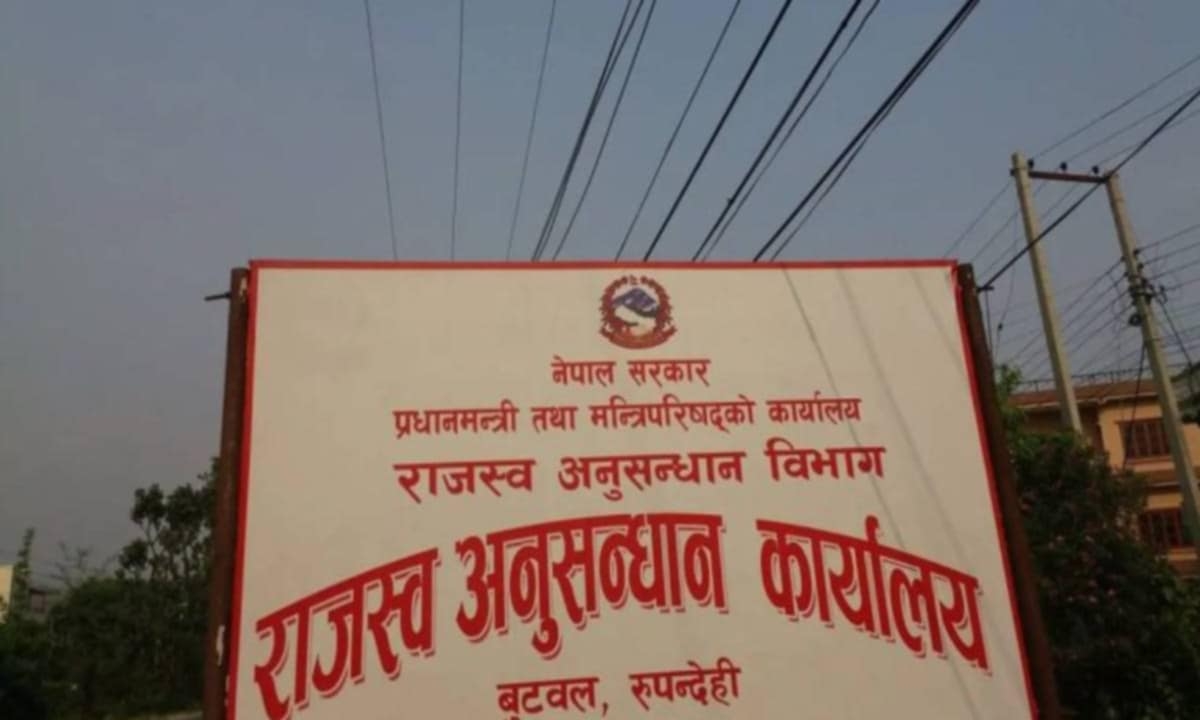 नेपाल सरकार
प्रधानमन्त्री तथा मन्त्रिपरिषद्को कार्यालय
राजस्व अनुसन्धान विभाग
राजस्व अनुसन्धान कार्यालय
बुटवल, रुपन्देही